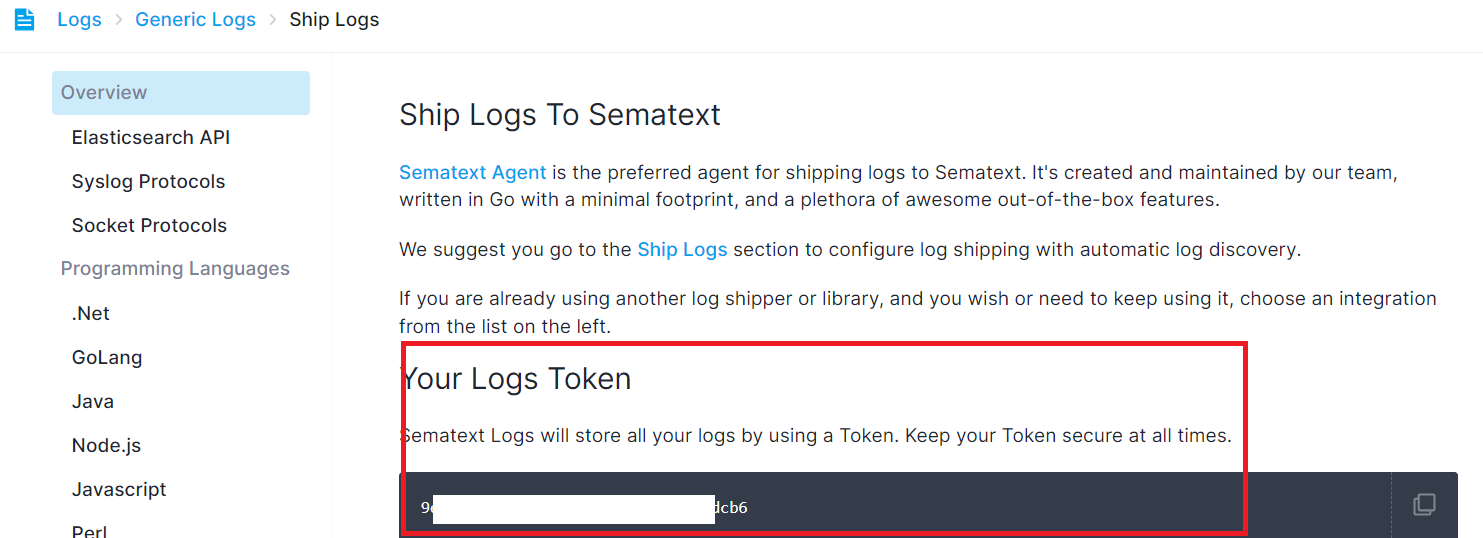 Logs > Generic Logs > Ship Logs
Overview
Elasticsearch API
Syslog Protocols
Socket Protocols
Programming Languages
.Net
GoLang
Java
Node.js
Javascript
Perl
Ship Logs To Sematext
Sematext Agent is the preferred agent for shipping logs to Sematext. It's created and maintained by our team,
written in Go with a minimal footprint, and a plethora of awesome out-of-the-box features.
We suggest you go to the Ship Logs section to configure log shipping with automatic log discovery.
If you are already using another log shipper or library, and you wish or need to keep using it, choose an integration
from the list on the left.
Your Logs Token
Sematext Logs will store all your logs by using a Token. Keep your Token secure at all times.
9 dcb6